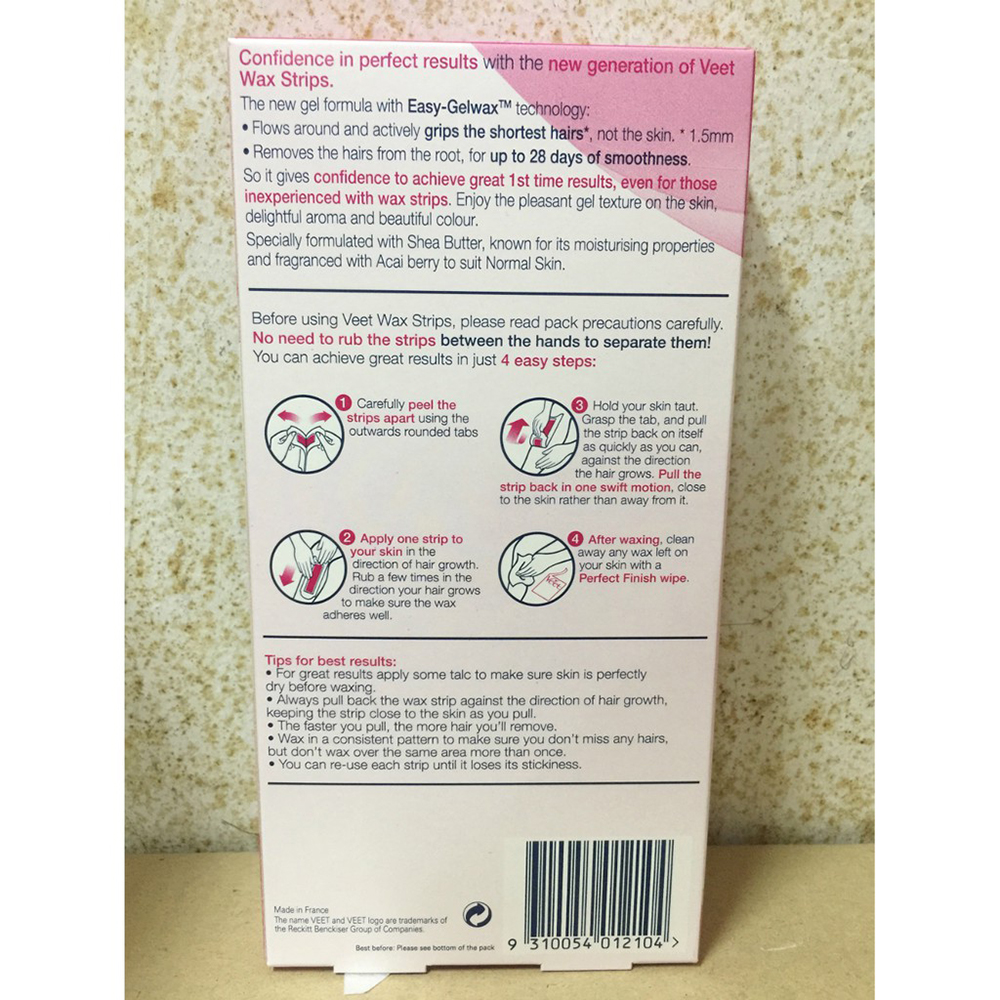 Confidence in perfect results with the new generation of Veet
Wax Strips.
The new gel formula with Easy-Gelwax™ technology:
• Flows around and actively grips the shortest hairs*, not the skin. * 1.5mm
• Removes the hairs from the root, for up to 28 days of smoothness.
So it gives confidence to achieve great 1st time results, even for those
inexperienced with wax strips. Enjoy the pleasant gel texture on the skin,
delightful aroma and beautiful colour.
Specially formulated with Shea Butter, known for its moisturising properties
and fragranced with Acai berry to suit Normal Skin.
Before using Veet Wax Strips, please read pack precautions carefully.
No need to rub the strips between the hands to separate them!
You can achieve great results in just 4 easy steps:
1 Carefully peel the
strips apart using the
outwards rounded tabs
2 Apply one strip to
your skin in the
direction of hair growth.
Rub a few times in the
direction your hair grows
to make sure the wax
adheres well.
3 Hold your skin taut.
Grasp the tab, and pull
the strip back on itself
as quickly as you can,
against the direction
the hair grows. Pull the
strip back in one swift motion, close
to the skin rather than away from it.
4 After waxing, clean
away any wax left on
your skin with a
Perfect Finish wipe.
Tips for best results:
• For great results apply some talc to make sure skin is perfectly
dry before waxing.
• Always pull back the wax strip against the direction of hair growth,
keeping the strip close to the skin as you pull.
• The faster you pull, the more hair you'll remove.
• Wax in a consistent pattern to make sure you don't miss any hairs,
but don't wax over the same area more than once.
• You can re-use each strip until it loses its stickiness.
Made in France
The name VEET and VEET logo are trademarks of
the Reckitt Benckiser Group of Companies.
Best before: Please see bottom of the pack
9 310054 012104 >